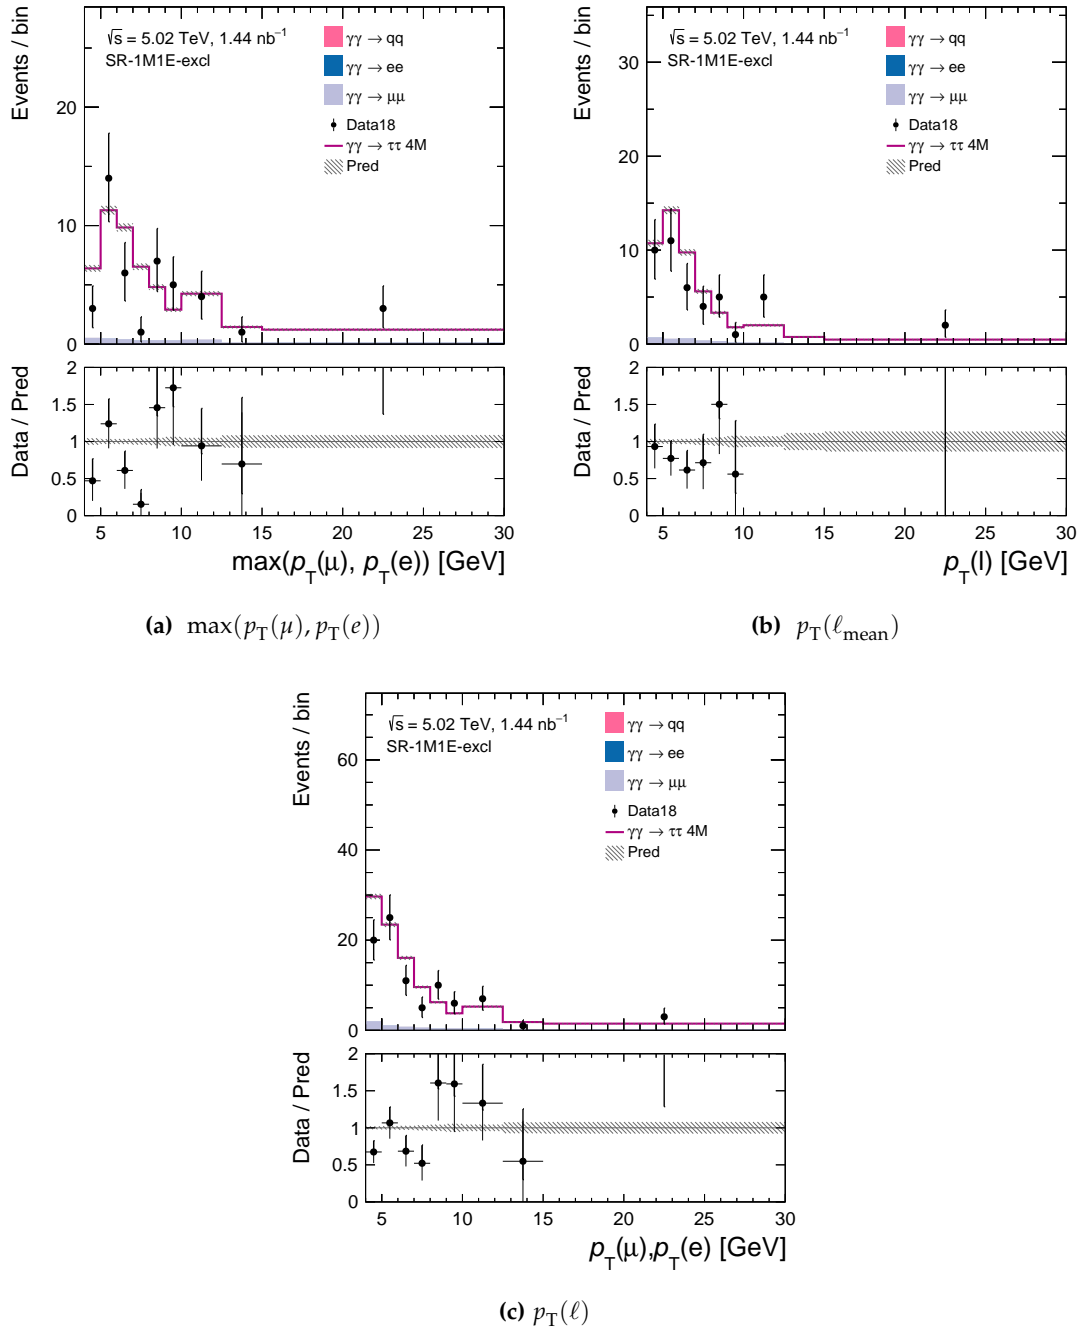 Events / bin
20
10
0
√s = 5.02 TeV, 1.44 nb⁻¹
SR-1M1E-excl
γγ → qq
γγ → ee
γγ → μμ
Data18
γγ → ττ 4M
Pred
Data / Pred
2
1.5
1
0.5
0
5 10 15 20 25 30
max(p_T(μ), p_T(e)) [GeV]
(a) max(p_T(μ), p_T(e))
Events / bin
30
20
10
0
√s = 5.02 TeV, 1.44 nb⁻¹
SR-1M1E-excl
γγ → qq
γγ → ee
γγ → μμ
Data18
γγ → ττ 4M
Pred
Data / Pred
2
1.5
1
0.5
0
5 10 15 20 25 30
p_T(l) [GeV]
(b) p_T(ℓ_mean)
Events / bin
60
40
20
0
√s = 5.02 TeV, 1.44 nb⁻¹
SR-1M1E-excl
γγ → qq
γγ → ee
γγ → μμ
Data18
γγ → ττ 4M
Pred
Data / Pred
2
1.5
1
0.5
0
5 10 15 20 25 30
p_T(μ),p_T(e) [GeV]
(c) p_T(ℓ)